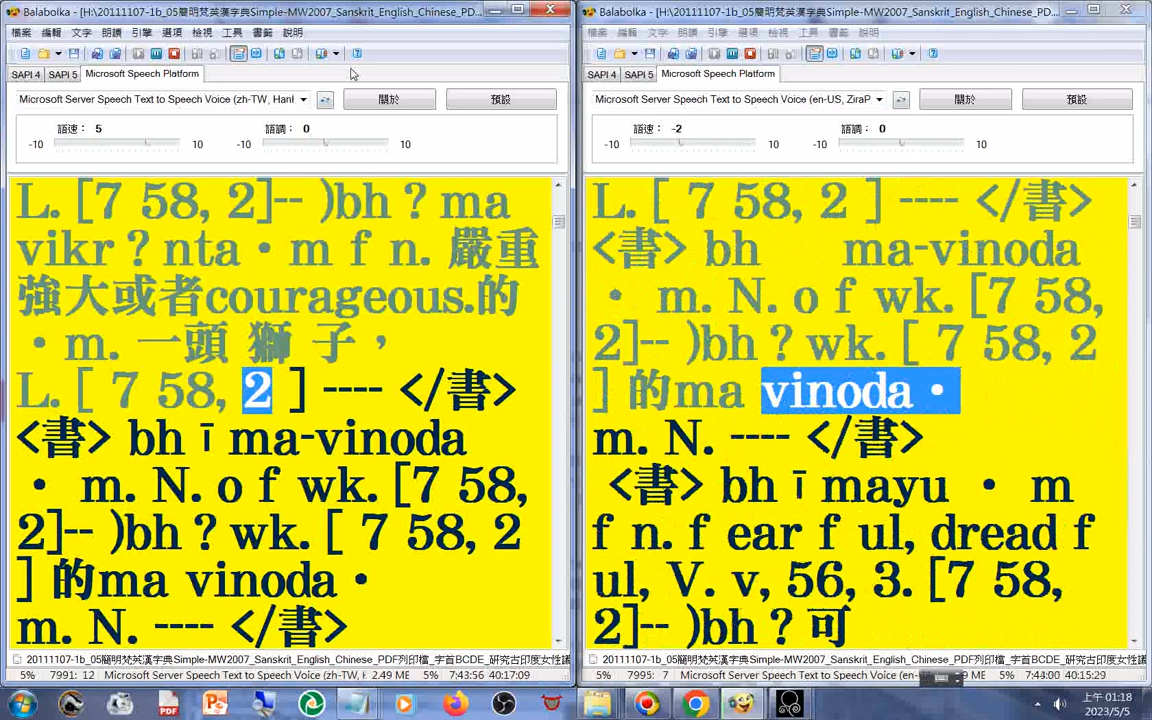 Balabolka - [H:\20111107-1b_05簡明梵英漢字典Simple-MW2007_Sanskrit_English_Chinese_PD...
檔案 編輯 文字 朗讀 引擎 選項 檢視 工具 書籤 說明
SAPI 4 SAPI 5 Microsoft Speech Platform
Microsoft Server Speech Text to Speech Voice (zh-TW, HanI 關於 預設
語速： 5 語調： 0
-10 10 -10 10
L. [7 58, 2]-- )bh ? ma
vikr ? nta • m f n. 嚴重
強大或者courageous.的
• m. 一頭 獅 子，
L. [ 7 58, 2 ] ---- </書>
<書> bh ī ma-vinoda
• m. N. o f wk. [7 58,
2]-- )bh ? wk. [ 7 58, 2
] 的ma vinoda •
m. N. ---- </書>
20111107-1b_05簡明梵英漢字典Simple-MW2007_Sanskrit_English_Chinese_PDF列印檔_字首BCDE_研究古印度女性議
5% 7991: 12 Microsoft Server Speech Text to Speech Voice (zh-TW, H 2.49 ME 5% 7:43:56 40:17:09
Balabolka - [H:\20111107-1b_05簡明梵英漢字典Simple-MW2007_Sanskrit_English_Chinese_PDF...
檔案 編輯 文字 朗讀 引擎 選項 檢視 工具 書籤 說明
SAPI 4 SAPI 5 Microsoft Speech Platform
Microsoft Server Speech Text to Speech Voice (en-US, ZiraP 關於 預設
語速： -2 語調： 0
-10 10 -10 10
L. [ 7 58, 2 ] ---- </書>
<書> bh ma-vinoda
• m. N. o f wk. [7 58,
2]-- )bh ? wk. [ 7 58, 2
] 的ma vinoda •
m. N. ---- </書>
<書> bh ī mayu • m
f n. f ear f ul, dread f
ul, V. v, 56, 3. [7 58,
2]-- )bh ? 可
20111107-1b_05簡明梵英漢字典Simple-MW2007_Sanskrit_English_Chinese_PDF列印檔_字首BCDE_研究古印度女性議
5% 7995: 7 Microsoft Server Speech Text to Speech Voice (en-US, ME 5% 7:44:00 40:15:29
PDF
上午 01:18
2023/5/5